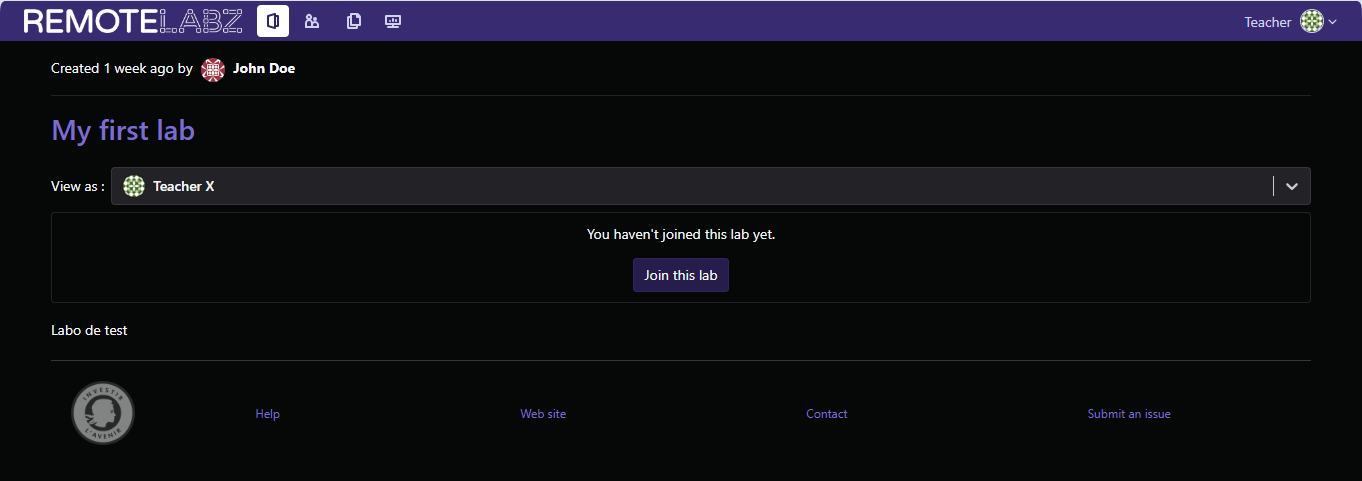 REMOTELABZ
Teacher
Created 1 week ago by John Doe
My first lab
View as : Teacher X
You haven't joined this lab yet.
Join this lab
Labo de test
INVESTIR L'AVENIR
Help
Web site
Contact
Submit an issue